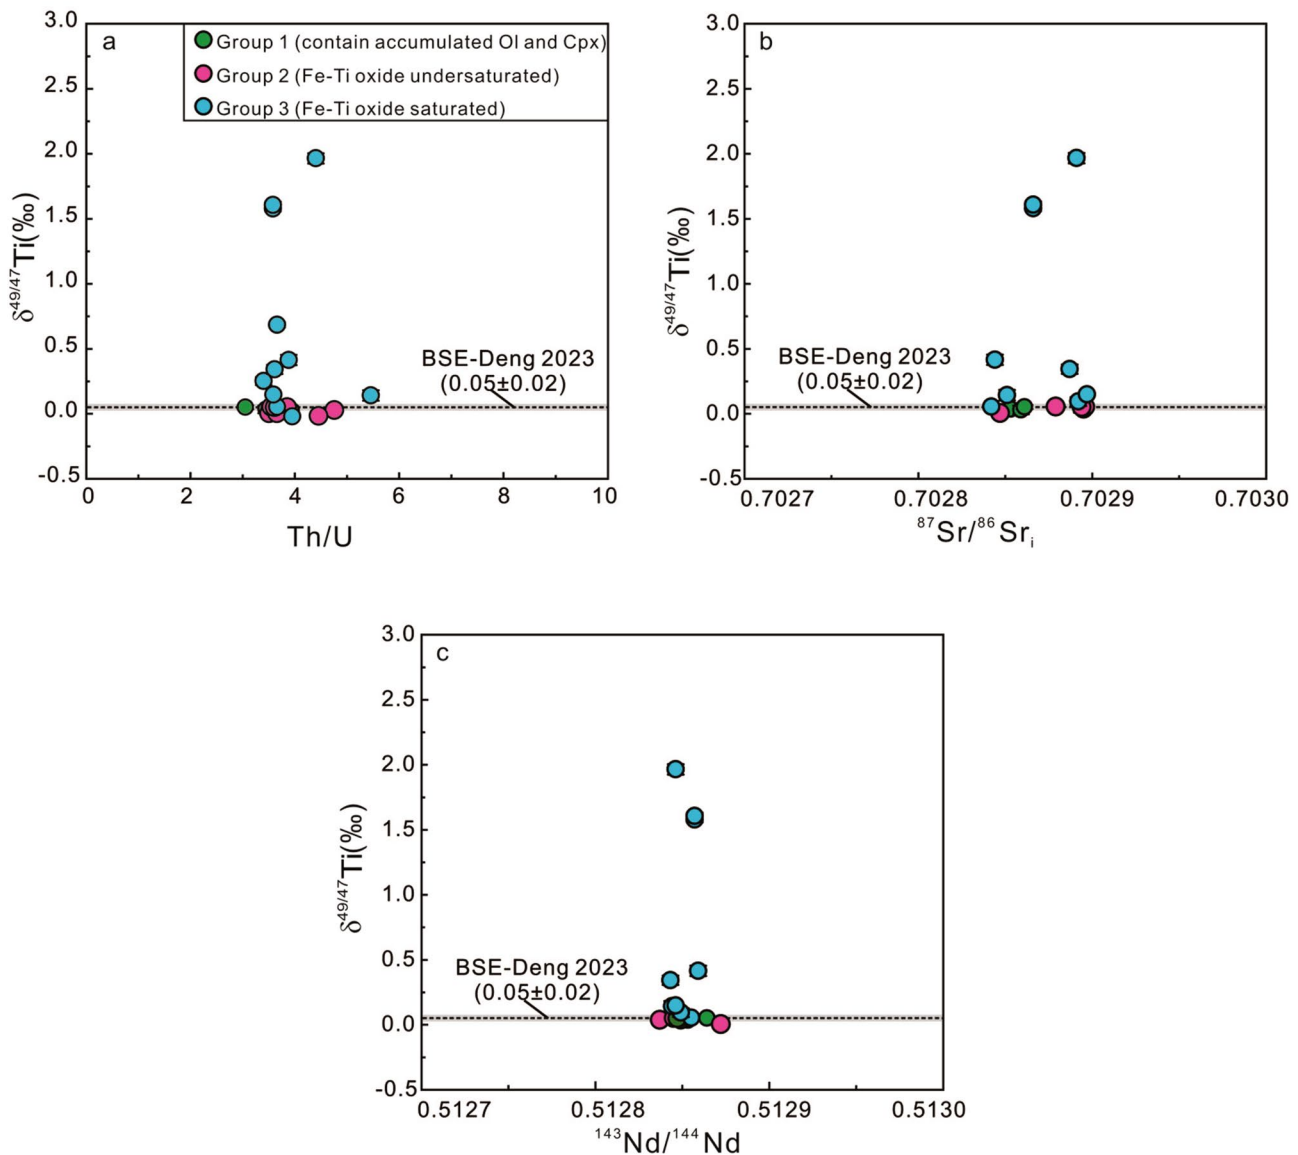 a
Group 1 (contain accumulated Ol and Cpx)
Group 2 (Fe-Ti oxide undersaturated)
Group 3 (Fe-Ti oxide saturated)
3.0
2.5
2.0
1.5
1.0
0.5
0.0
-0.5
δ⁴⁹/⁴⁷Ti(‰)
BSE-Deng 2023
(0.05±0.02)
0 2 4 6 8 10
Th/U
b
3.0
2.5
2.0
1.5
1.0
0.5
0.0
-0.5
δ⁴⁹/⁴⁷Ti(‰)
BSE-Deng 2023
(0.05±0.02)
0.7027 0.7028 0.7029 0.7030
⁸⁷Sr/⁸⁶Srᵢ
c
3.0
2.5
2.0
1.5
1.0
0.5
0.0
-0.5
δ⁴⁹/⁴⁷Ti(‰)
BSE-Deng 2023
(0.05±0.02)
0.5127 0.5128 0.5129 0.5130
¹⁴³Nd/¹⁴⁴Nd